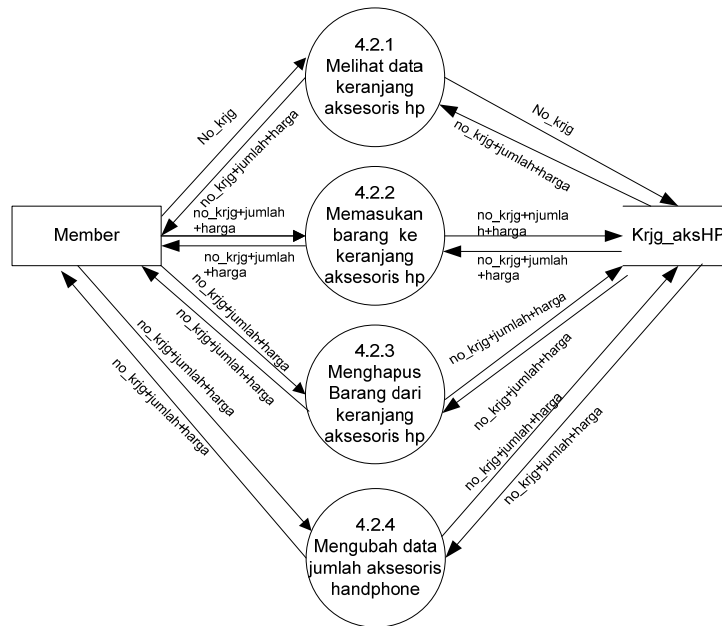 4.2.1
Melihat data
keranjang
aksesoris hp
No_krjg
no_krjg+jumlah+harga
No_krjg
no_krjg+jumlah+harga
4.2.2
Memasukan
barang ke
keranjang
aksesoris hp
Member
no_krjg+jumlah
+harga
no_krjg+jumlah
+harga
no_krjg+njumla
h+harga
no_krjg+jumlah
+harga
Krjg_aksHP
4.2.3
Menghapus
Barang dari
keranjang
aksesoris hp
no_krjg+jumlah+harga
no_krjg+jumlah+harga
no_krjg+jumlah+harga
no_krjg+jumlah+harga
no_krjg+jumlah+harga
no_krjg+jumlah+harga
no_krjg+jumlah+harga
no_krjg+jumlah+harga
4.2.4
Mengubah data
jumlah aksesoris
handphone